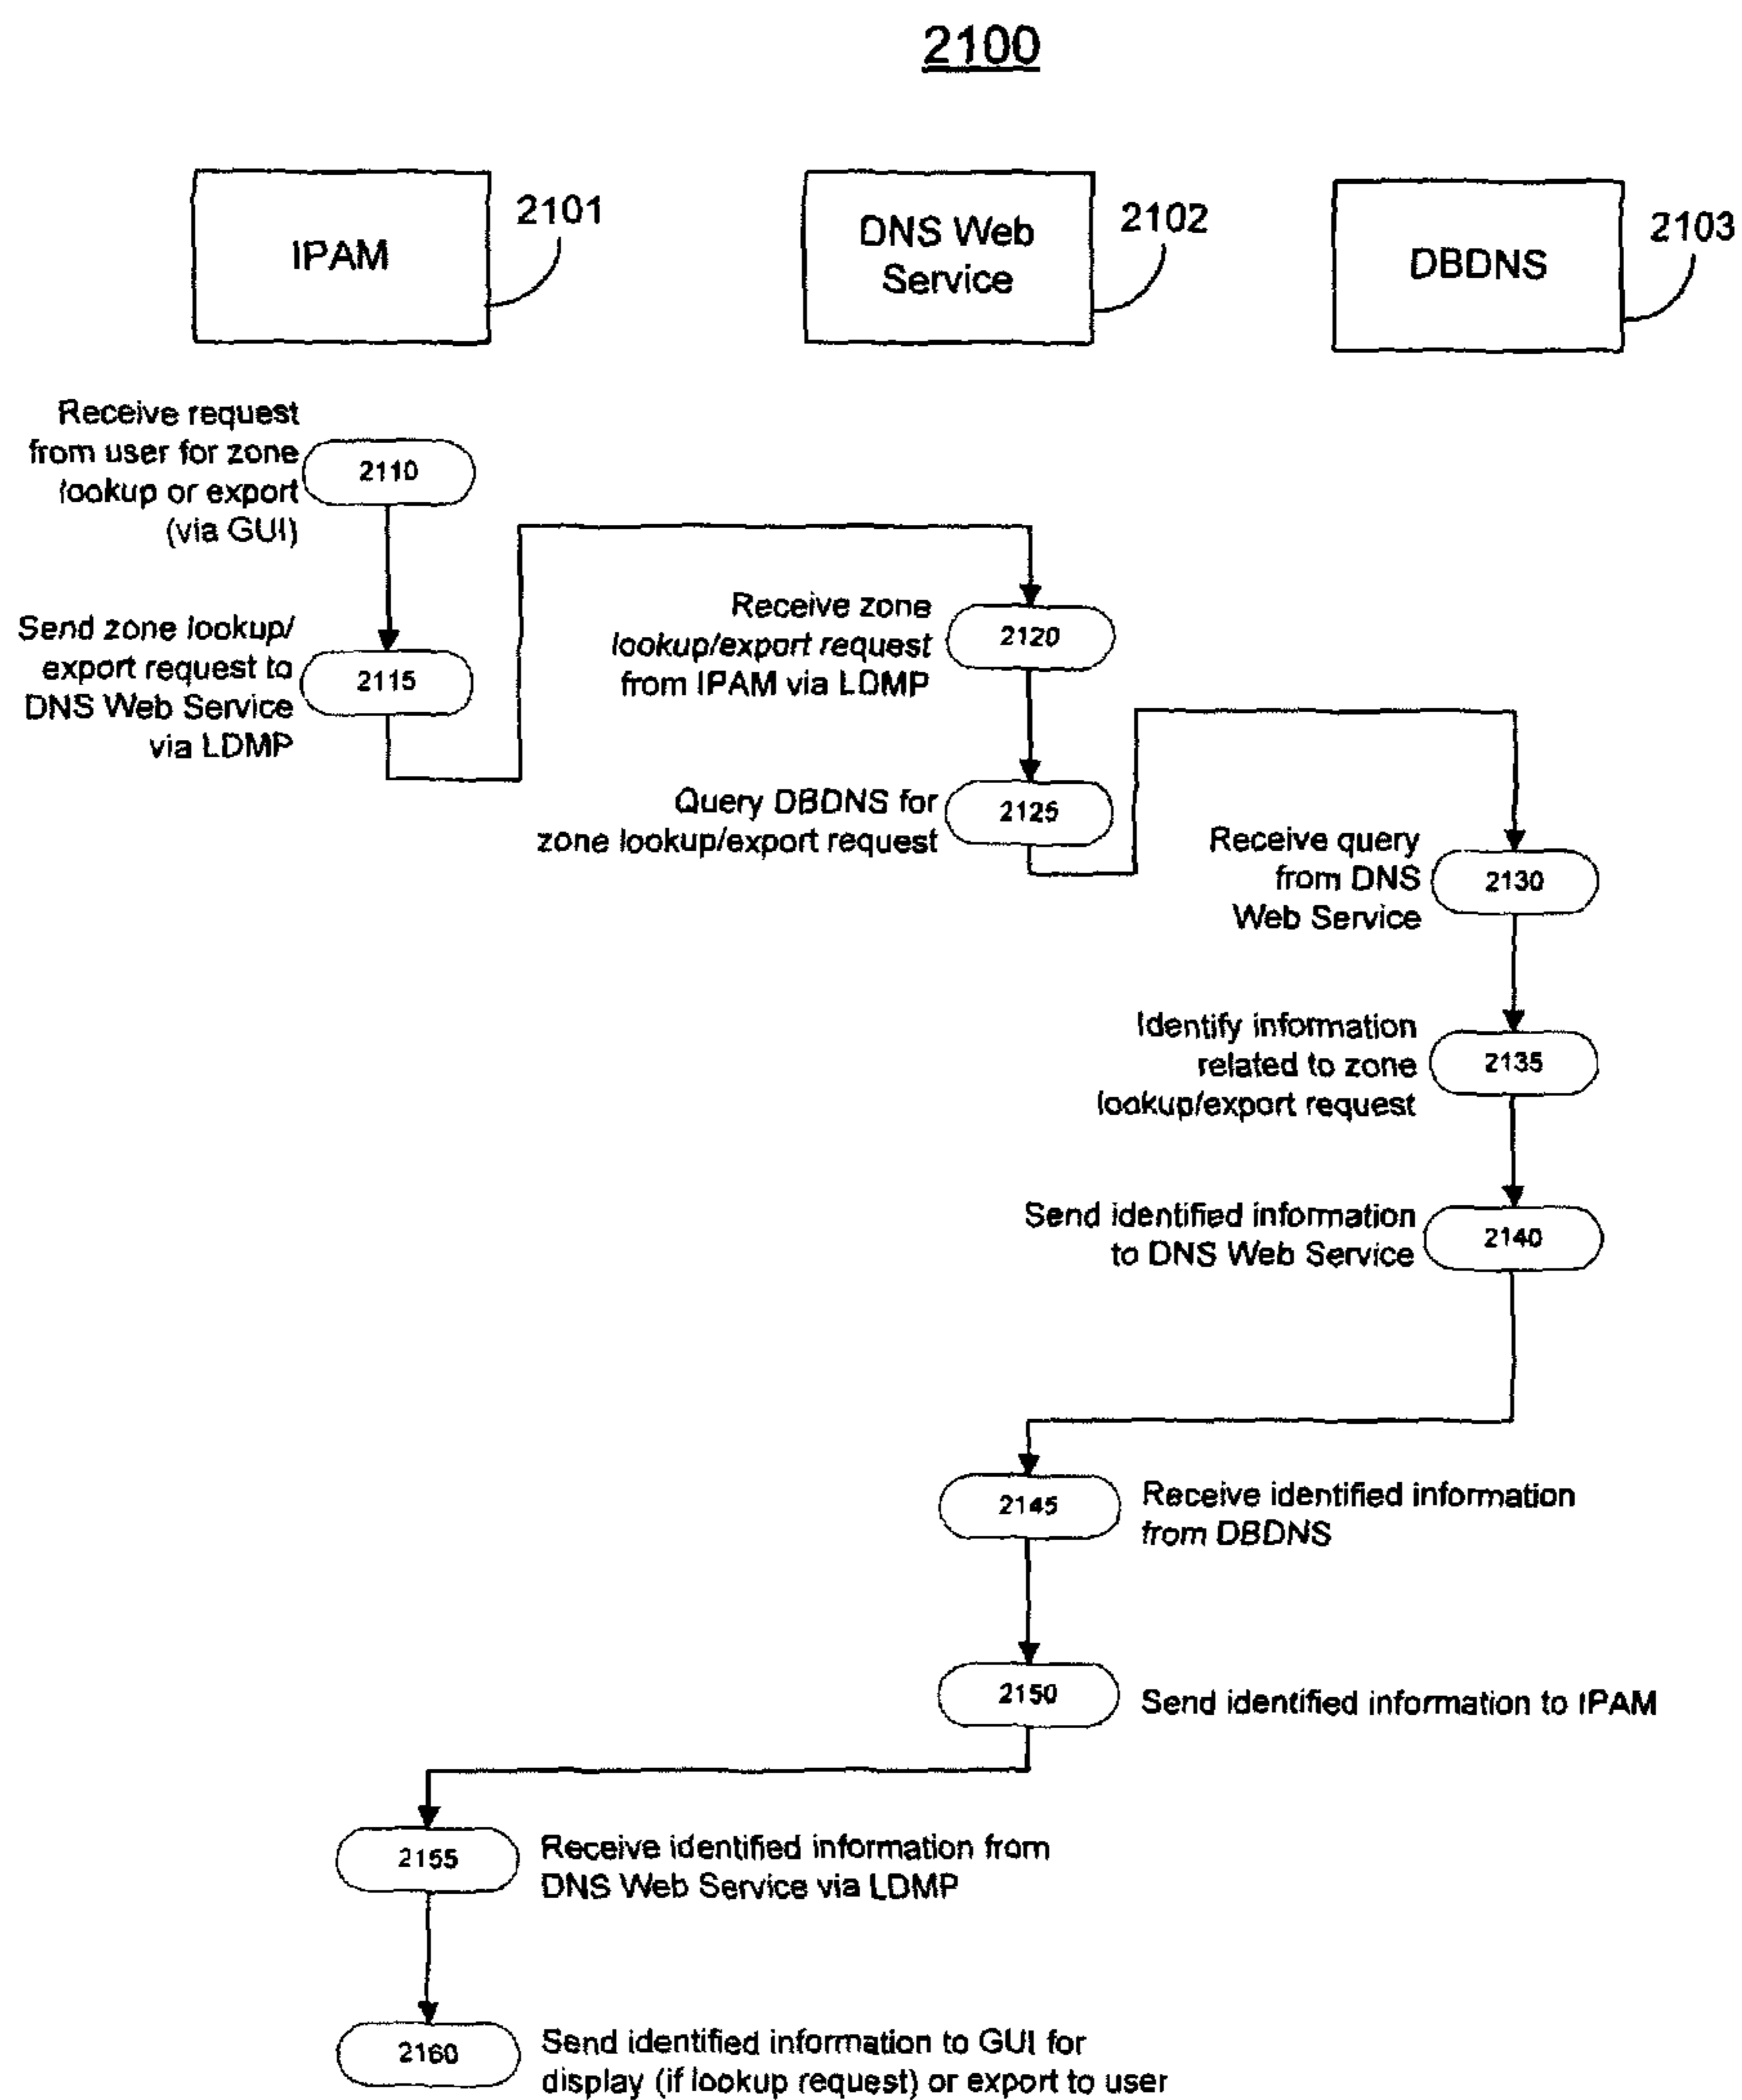 2100
IPAM
2101
DNS Web
Service
2102
DBDNS
2103
Receive request
from user for zone
lookup or export
(via GUI)
2110
Send zone lookup/
export request to
DNS Web Service
via LDMP
2115
Receive zone
lookup/export request
from IPAM via LDMP
2120
Query DBDNS for
zone lookup/export request
2125
Receive query
from DNS
Web Service
2130
Identify information
related to zone
lookup/export request
2135
Send identified information
to DNS Web Service
2140
2145
Receive identified information
from DBDNS
2150
Send identified information to IPAM
2155
Receive identified information from
DNS Web Service via LDMP
2160
Send identified information to GUI for
display (if lookup request) or export to user